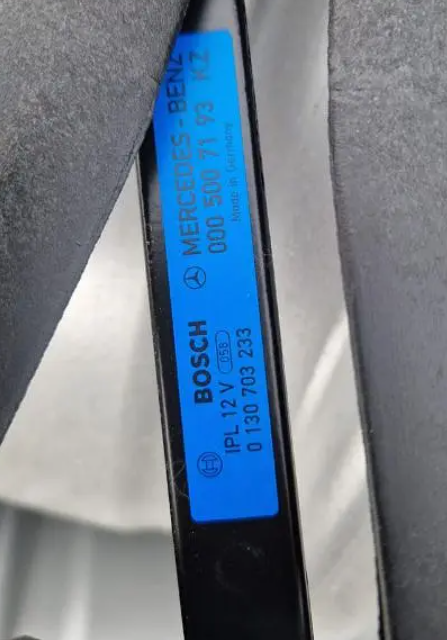 BOSCH
IPL 12 V 058
0 130 703 233
MERCEDES-BENZ
000 500 71 93 KZ
Made in Germany